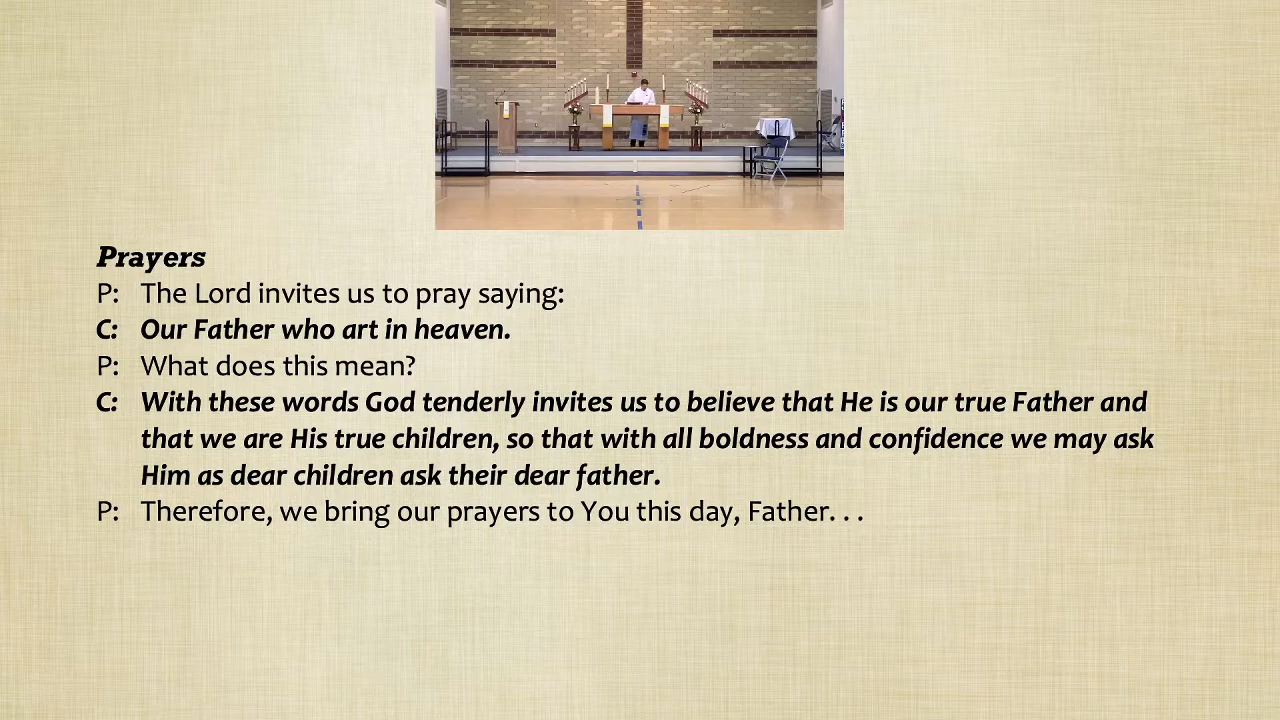 Prayers
P: The Lord invites us to pray saying:
C: Our Father who art in heaven.
P: What does this mean?
C: With these words God tenderly invites us to believe that He is our true Father and
that we are His true children, so that with all boldness and confidence we may ask
Him as dear children ask their dear father.
P: Therefore, we bring our prayers to You this day, Father. . .